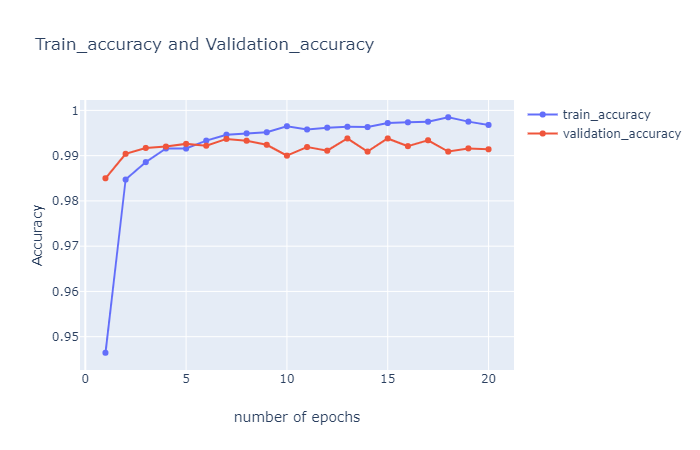 Train_accuracy and Validation_accuracy
train_accuracy
validation_accuracy
1
0.99
0.98
0.97
0.96
0.95
Accuracy
0
5
10
15
20
number of epochs